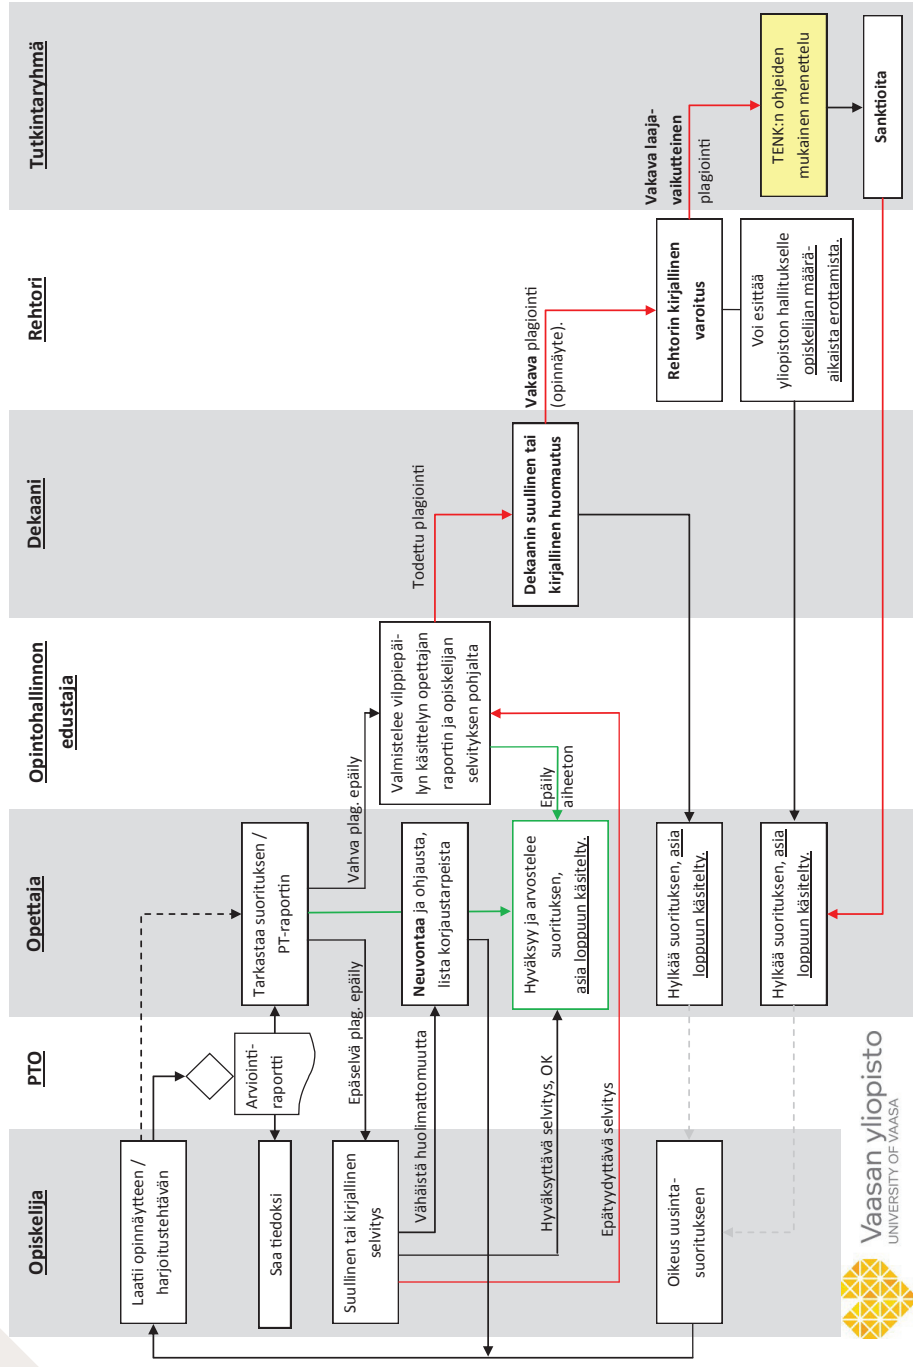 Opiskelija
PTO
Opettaja
Opintohallinnon
edustaja
Dekaani
Rehtori
Tutkintaryhmä
Laatii opinnäytteen /
harjoitustehtävän
Saa tiedoksi
Arviointi-
raportti
Tarkastaa suorituksen /
PT-raportin
Epäselvä plag. epäily
Vahva plag. epäily
Suullinen tai kirjallinen
selvitys
Vähäistä huolimattomuutta
Neuvontaa ja ohjausta,
lista korjaustarpeista
Valmistelee vilppiepäi-
lyn käsittelyn opettajan
raportin ja opiskelijan
selvityksen pohjalta
Todettu plagiointi
Hyväksyttävä selvitys, OK
Hyväksyy ja arvostelee
suorituksen,
asia loppuun käsitelty.
Epäily
aiheeton
Epätyydyttävä selvitys
Dekaanin suullinen tai
kirjallinen huomautus
Vakava plagiointi
(opinnäyte).
Oikeus uusinta-
suoritukseen
Hylkää suorituksen, asia
loppuun käsitelty.
Rehtorin kirjallinen
varoitus
Vakava laaja-
vaikutteinen
plagiointi
Hylkää suorituksen, asia
loppuun käsitelty.
Voi esittää
yliopiston hallitukselle
opiskelijan määrä-
aikaista erottamista.
TENK:n ohjeiden
mukainen menettelu
Sanktioita
Vaasan yliopisto
UNIVERSITY OF VAASA